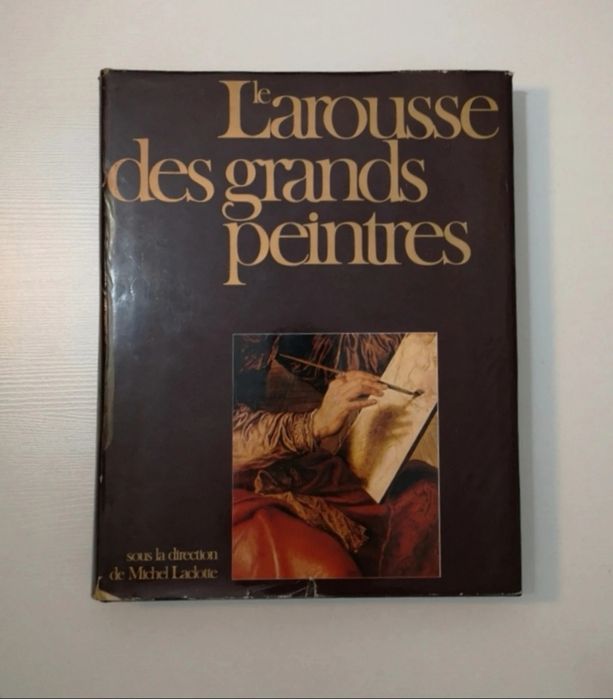 le Larousse
des grands
peintres
sous la direction
de Michel Laclotte